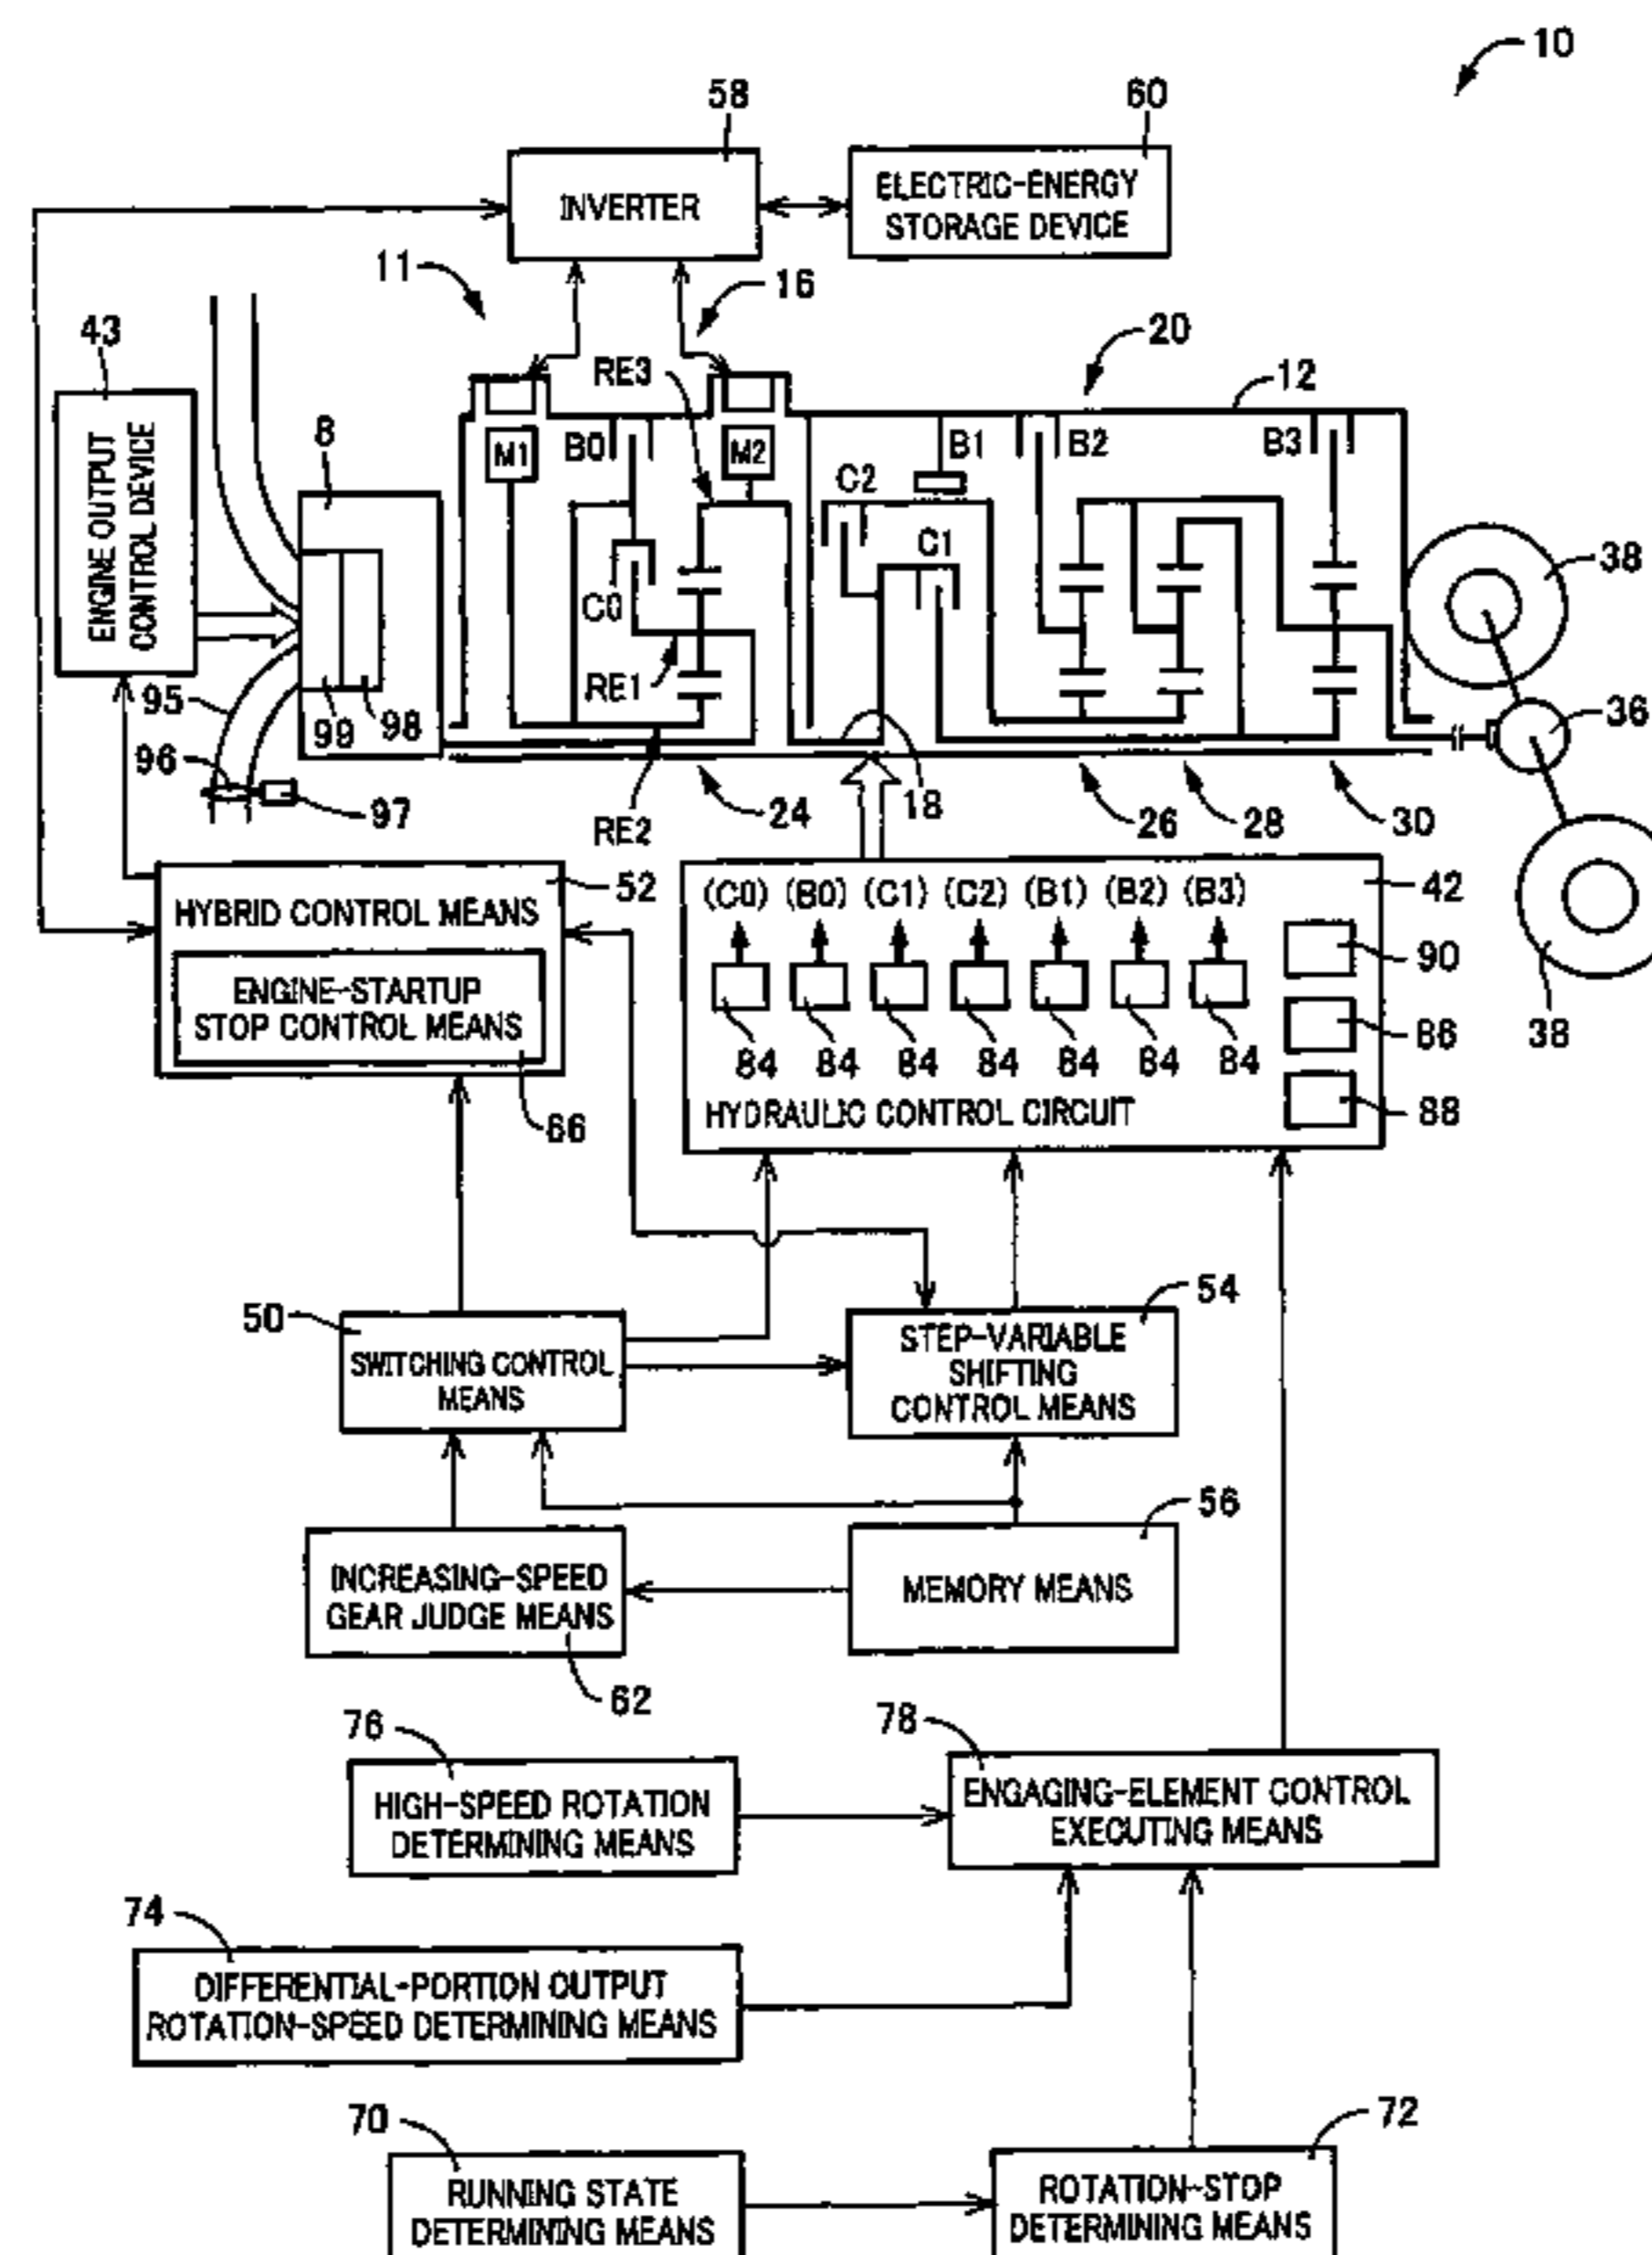 10
58
60
INVERTER
ELECTRIC-ENERGY
STORAGE DEVICE
11
16
43
RE3
20
12
8
ENGINE OUTPUT
CONTROL DEVICE
M1
B0
M2
B1
B2
B3
C2
C1
38
C0
RE1
95
99
98
36
96
97
18
24
26
28
30
RE2
52
HYBRID CONTROL MEANS
(C0) (B0) (C1) (C2) (B1) (B2) (B3)
42
90
ENGINE-STARTUP
STOP CONTROL MEANS
86
38
84 84 84 84 84 84 84
66
HYDRAULIC CONTROL CIRCUIT
88
50
54
SWITCHING CONTROL
MEANS
STEP-VARIABLE
SHIFTING
CONTROL MEANS
56
INCREASING-SPEED
GEAR JUDGE MEANS
MEMORY MEANS
62
76
78
HIGH-SPEED ROTATION
DETERMINING MEANS
ENGAGING-ELEMENT CONTROL
EXECUTING MEANS
74
DIFFERENTIAL-PORTION OUTPUT
ROTATION-SPEED DETERMINING MEANS
70
72
RUNNING STATE
DETERMINING MEANS
ROTATION-STOP
DETERMINING MEANS